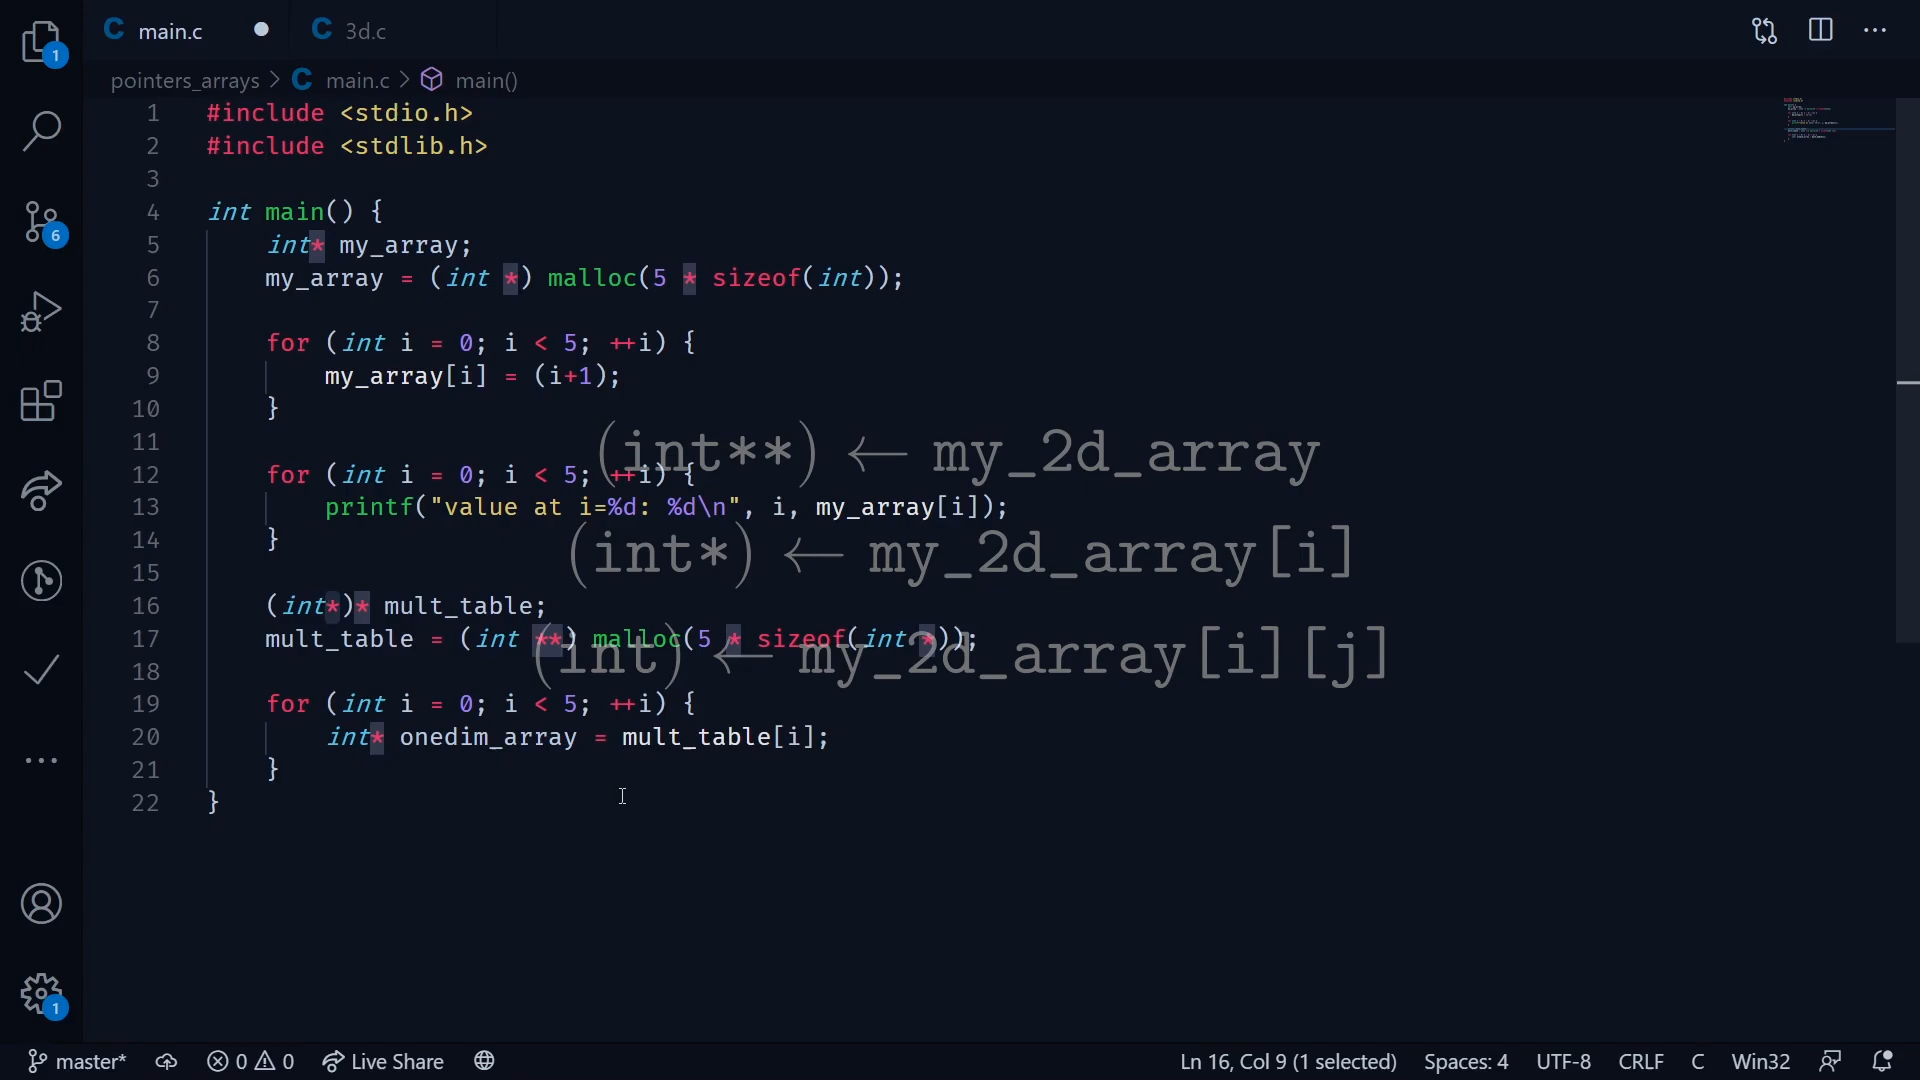 main.c
3d.c
pointers_arrays > main.c > main()
1 #include <stdio.h>
2 #include <stdlib.h>
3
4 int main() {
5 int* my_array;
6 my_array = (int *) malloc(5 * sizeof(int));
7
8 for (int i = 0; i < 5; ++i) {
9 my_array[i] = (i+1);
10 }
11
(int**) ← my_2d_array
12 for (int i = 0; i < 5; ++i) {
13 printf("value at i=%d: %d\n", i, my_array[i]);
14 }
(int*) ← my_2d_array[i]
15
16 (int*)* mult_table;
17 mult_table = (int **) malloc(5 * sizeof(int *));
(int) ← my_2d_array[i][j]
18
19 for (int i = 0; i < 5; ++i) {
20 int* onedim_array = mult_table[i];
21 }
22 }
1
6
1
master* 0 0 Live Share Ln 16, Col 9 (1 selected) Spaces: 4 UTF-8 CRLF C Win32